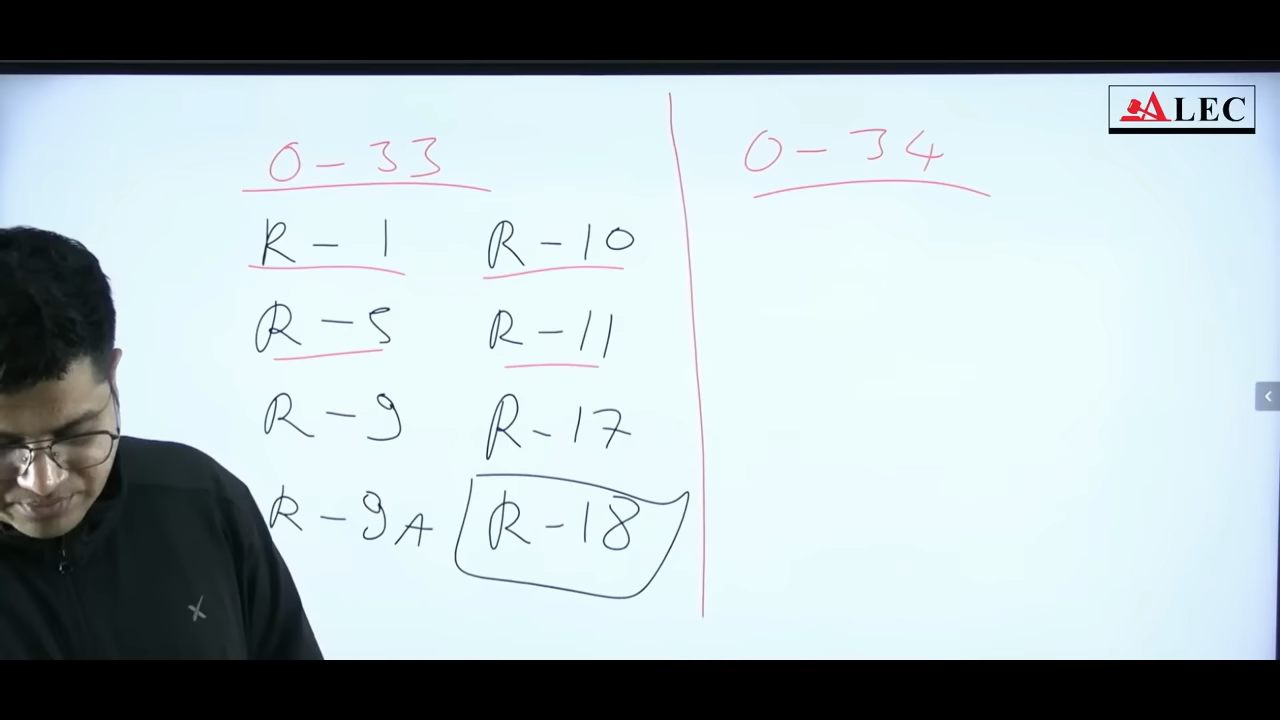 ALEC
O - 33
R - 1
R - 5
R - 9
R - 9A
R - 10
R - 11
R - 17
R - 18
O - 34